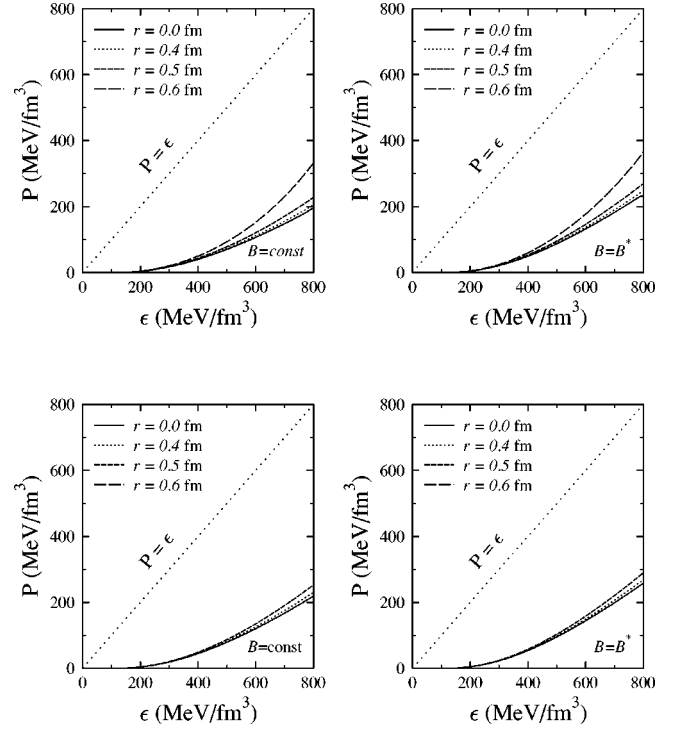 800
600
400
200
0
P (MeV/fm³)
r = 0.0 fm
r = 0.4 fm
r = 0.5 fm
r = 0.6 fm
P = ϵ
B=const
0 200 400 600 800
ϵ (MeV/fm³)
800
600
400
200
0
P (MeV/fm³)
r = 0.0 fm
r = 0.4 fm
r = 0.5 fm
r = 0.6 fm
P = ϵ
B=B*
0 200 400 600 800
ϵ (MeV/fm³)
800
600
400
200
0
P (MeV/fm³)
r = 0.0 fm
r = 0.4 fm
r = 0.5 fm
r = 0.6 fm
P = ϵ
B=const
0 200 400 600 800
ϵ (MeV/fm³)
800
600
400
200
0
P (MeV/fm³)
r = 0.0 fm
r = 0.4 fm
r = 0.5 fm
r = 0.6 fm
P = ϵ
B=B*
0 200 400 600 800
ϵ (MeV/fm³)